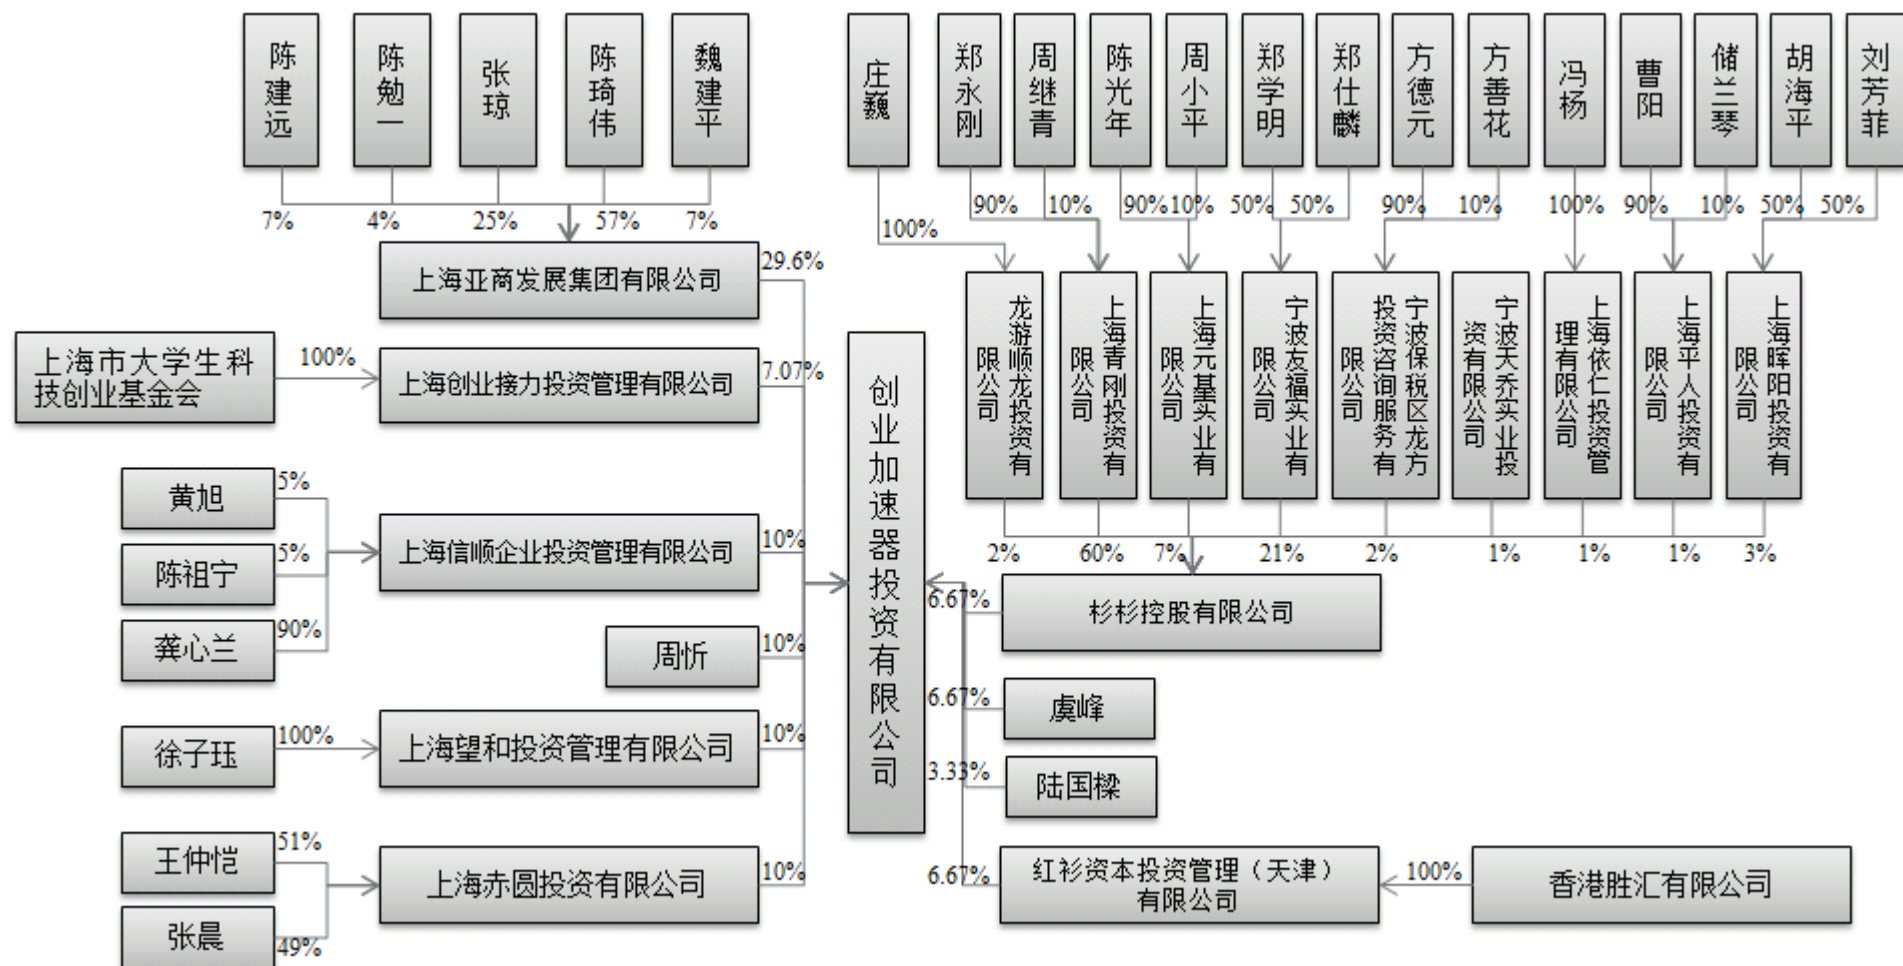 陈建远
陈勉一
张琼
陈琦伟
魏建平
庄巍
郑永刚
周继青
陈光年
周小平
郑学明
郑仕麟
方德元
方善花
冯杨
曹阳
储兰琴
胡海平
刘芳菲
7%
4%
25%
57%
7%
100%
90%
10%
90%
10%
50%
50%
90%
10%
100%
90%
10%
50%
50%
上海亚商发展集团有限公司
29.6%
上海市大学生科
技创业基金会
100%
上海创业接力投资管理有限公司
7.07%
黄旭
5%
陈祖宁
5%
龚心兰
90%
上海信顺企业投资管理有限公司
10%
周忻
10%
徐子珏
100%
上海望和投资管理有限公司
10%
王仲恺
51%
张晨
49%
上海赤圆投资有限公司
10%
创业加速器投资有限公司
龙游顺龙投资有
限公司
上海青刚投资有
限公司
上海元基实业有
限公司
宁波友福实业有
限公司
宁波保税区龙方
投资咨询服务有
限公司
宁波天乔实业投
资有限公司
上海依仁投资管
理有限公司
上海平人投资有
限公司
上海晖阳投资有
限公司
2%
60%
7%
21%
2%
1%
1%
1%
3%
6.67%
杉杉控股有限公司
6.67%
虞峰
3.33%
陆国樑
6.67%
红衫资本投资管理（天津）
有限公司
100%
香港胜汇有限公司